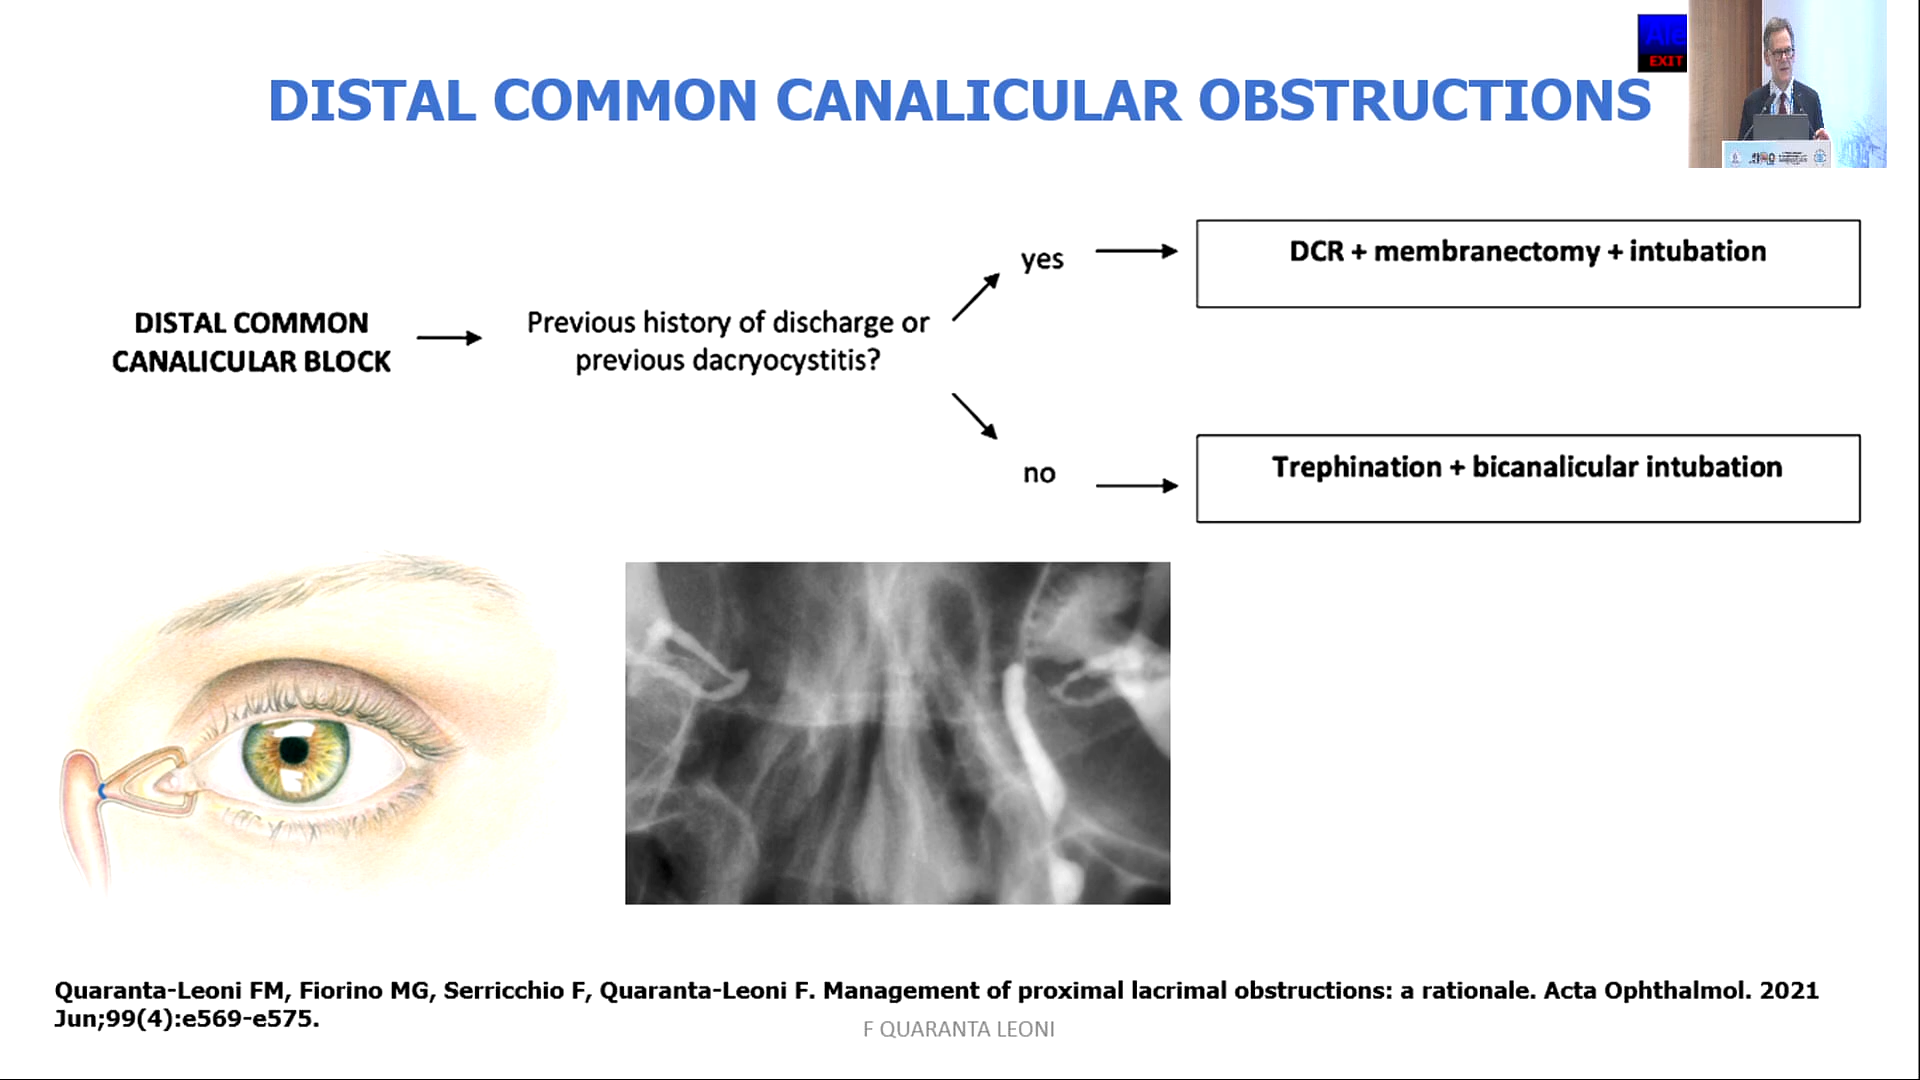 DISTAL COMMON CANALICULAR OBSTRUCTIONS
EXIT
yes
DCR + membranectomy + intubation
DISTAL COMMON
CANALICULAR BLOCK
Previous history of discharge or
previous dacryocystitis?
no
Trephination + bicanalicular intubation
Quaranta-Leoni FM, Fiorino MG, Serricchio F, Quaranta-Leoni F. Management of proximal lacrimal obstructions: a rationale. Acta Ophthalmol. 2021
Jun;99(4):e569-e575.
F QUARANTA LEONI